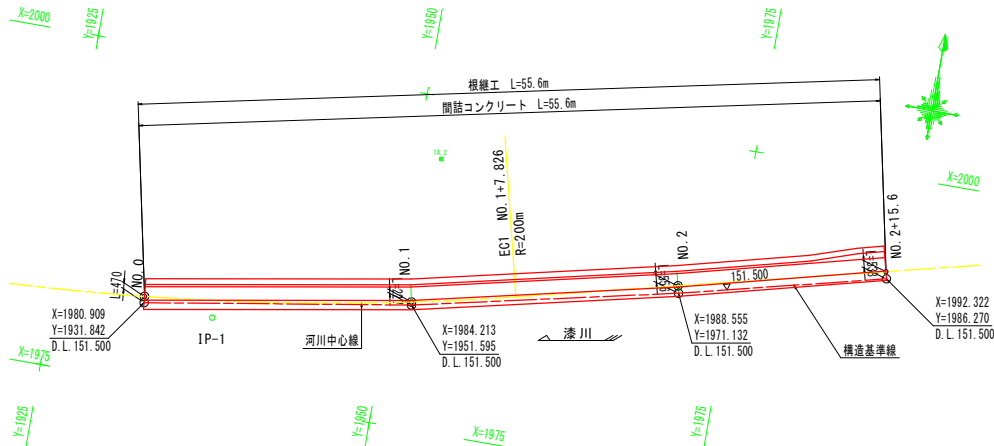 X=2000
Y=1925
Y=1950
Y=1975
根継工 L=55.6m
間詰コンクリート L=55.6m
TA.2
EC1 NO.1+7.826
R=200m
X=2000
NO.0
NO.1
NO.2
NO.2+15.6
L=470
151.500
X=1980.909
Y=1931.842
D.L.151.500
IP-1
河川中心線
X=1984.213
Y=1951.595
D.L.151.500
漆川
X=1988.555
Y=1971.132
D.L.151.500
構造基準線
X=1992.322
Y=1986.270
D.L.151.500
X=1975
Y=1925
Y=1950
X=1975
Y=1975